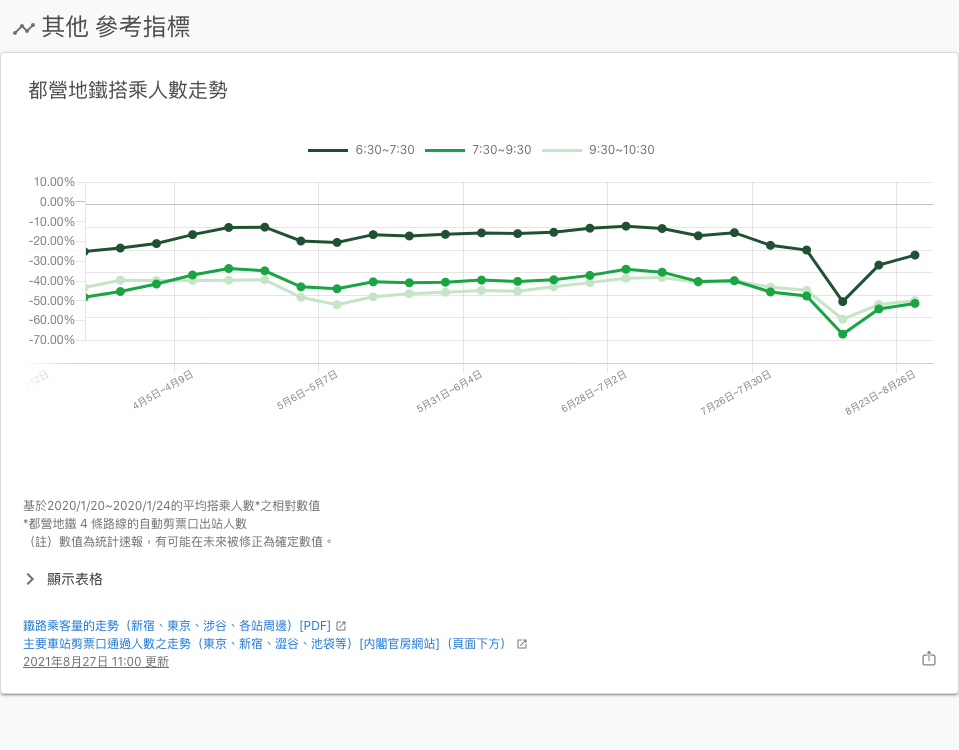 其他 參考指標
都營地鐵搭乘人數走勢
6:30~7:30 7:30~9:30 9:30~10:30
10.00%
0.00%
-10.00%
-20.00%
-30.00%
-40.00%
-50.00%
-60.00%
-70.00%
4月5日~4月9日 5月6日~5月7日 5月31日~6月4日 6月28日~7月2日 7月26日~7月30日 8月23日~8月26日
基於2020/1/20~2020/1/24的平均搭乘人數*之相對數值
*都營地鐵 4 條路線的自動剪票口出站人數
（註）數值為統計速報，有可能在未來被修正為確定數值。
顯示表格
鐵路乘客量的走勢（新宿、東京、涉谷、各站周邊）[PDF]
主要車站剪票口通過人數之走勢（東京、新宿、澀谷、池袋等）[內閣官房網站]（頁面下方）
2021年8月27日 11:00 更新